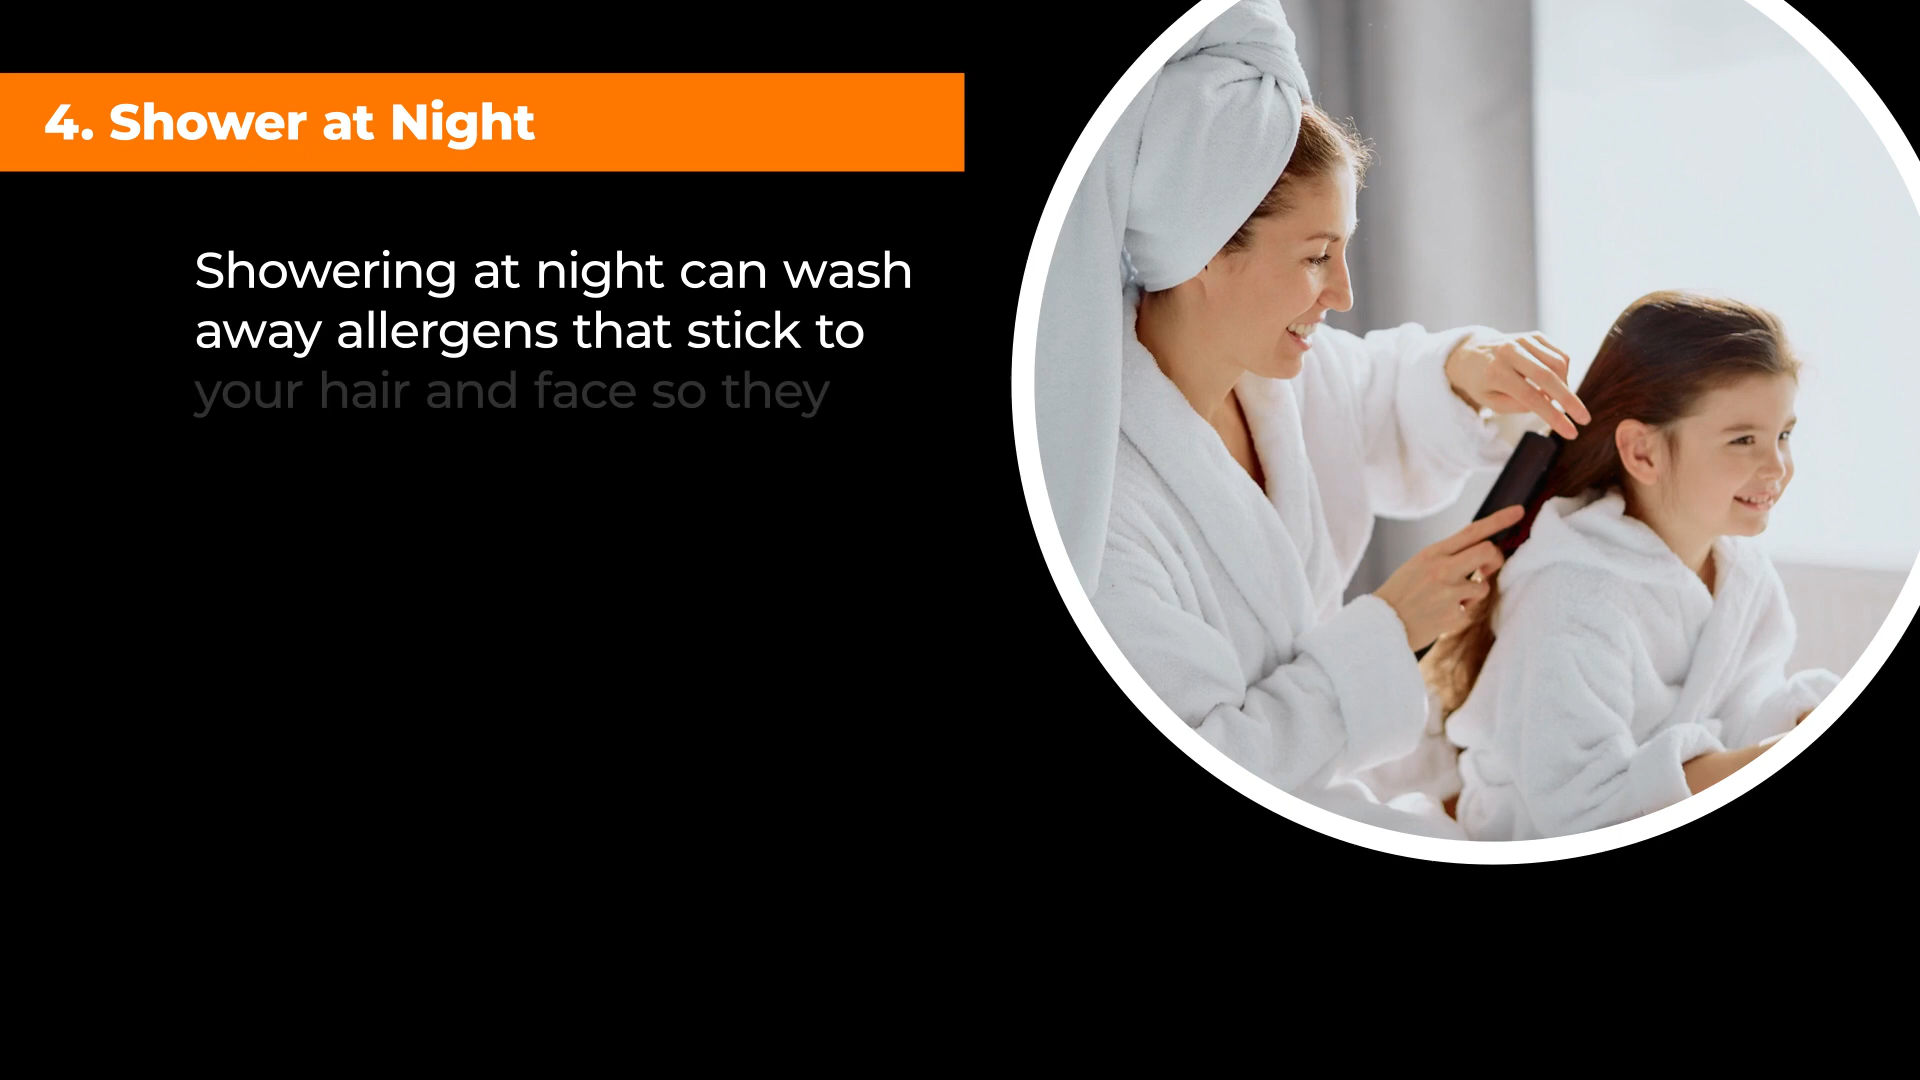 4. Shower at Night
Showering at night can wash
away allergens that stick to
your hair and face so they